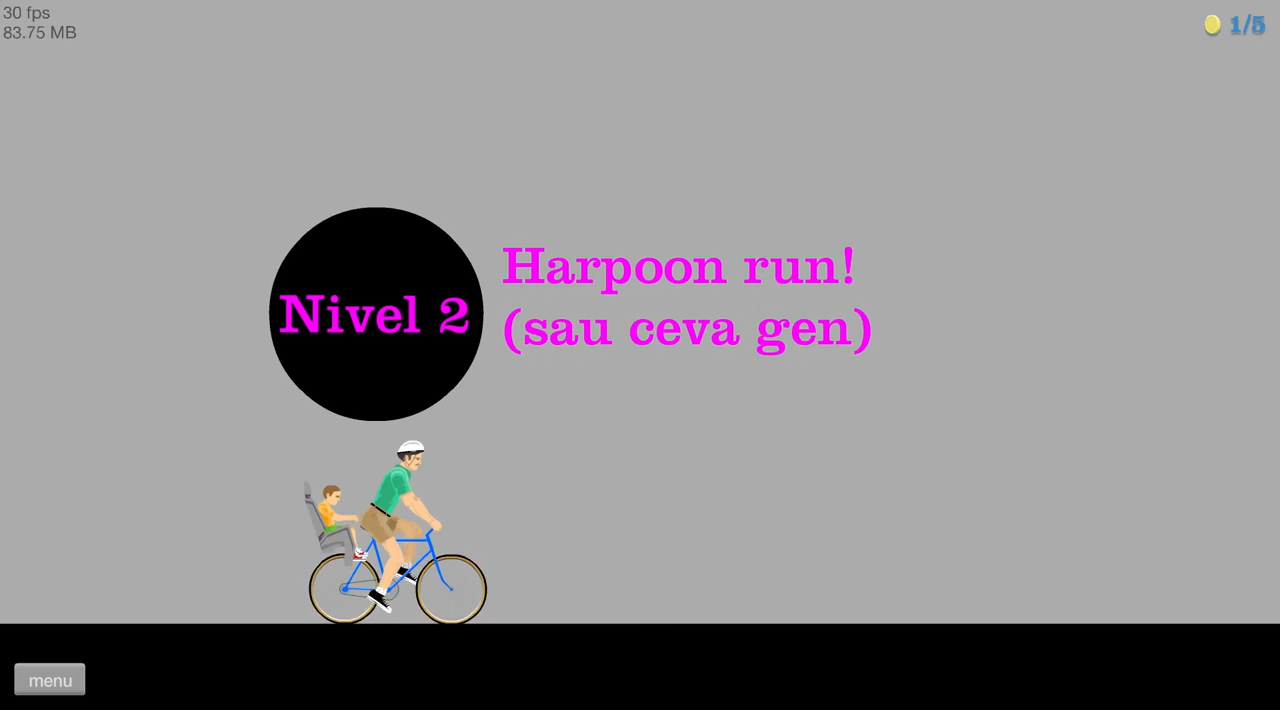 30 fps
83.75 MB
1/5
Nivel 2
Harpoon run!
(sau ceva gen)
menu